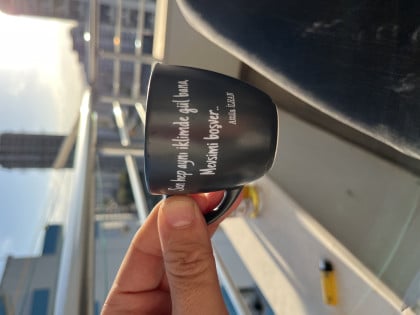 Sen hep aynı iklimde gül bana,
Mevsimi boşver..